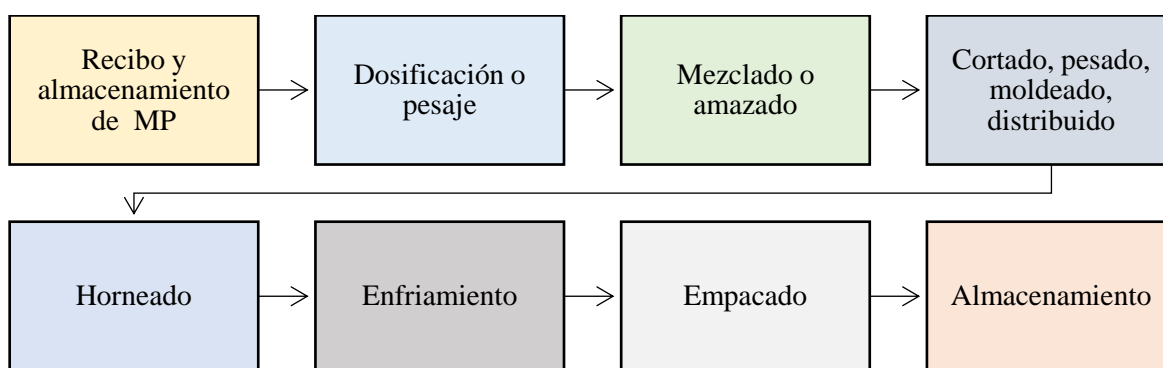 Recibo y
almacenamiento
de MP
Dosificación o
pesaje
Mezclado o
amazado
Cortado, pesado,
moldeado,
distribuido
Horneado
Enfriamiento
Empacado
Almacenamiento